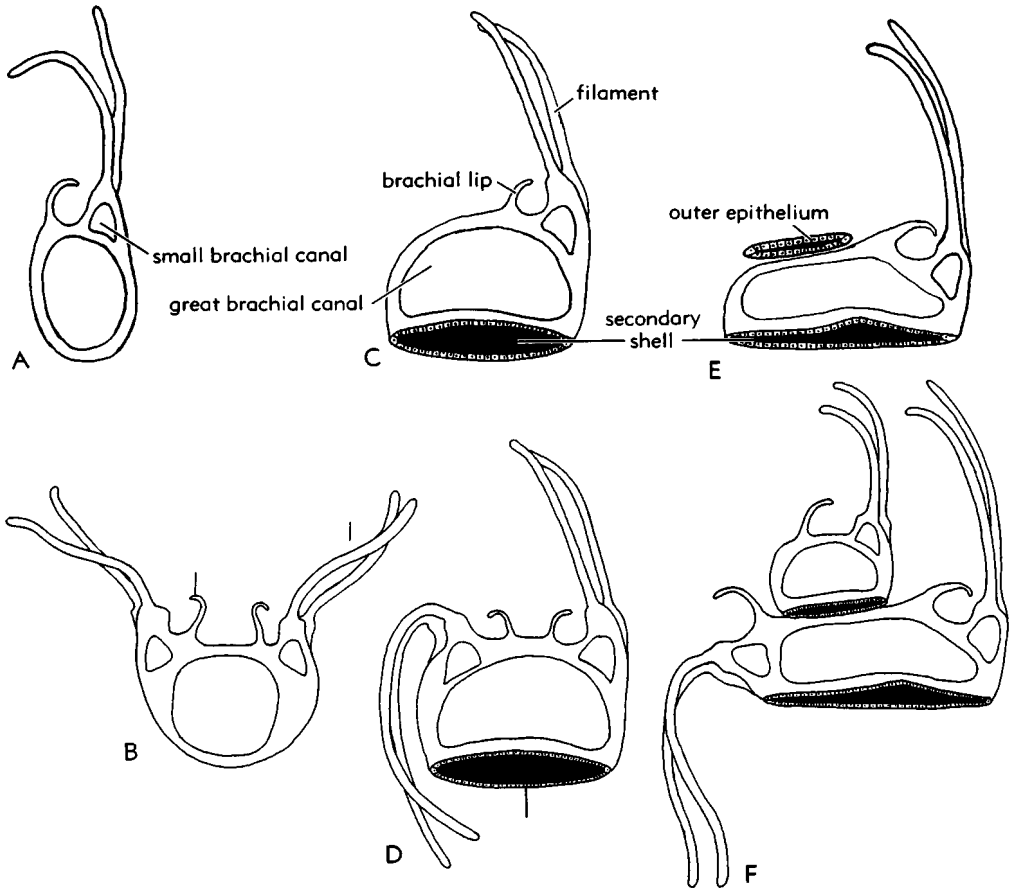 filament
brachial lip
outer epithelium
small brachial canal
great brachial canal
secondary
shell
A
C
E
B
D
F